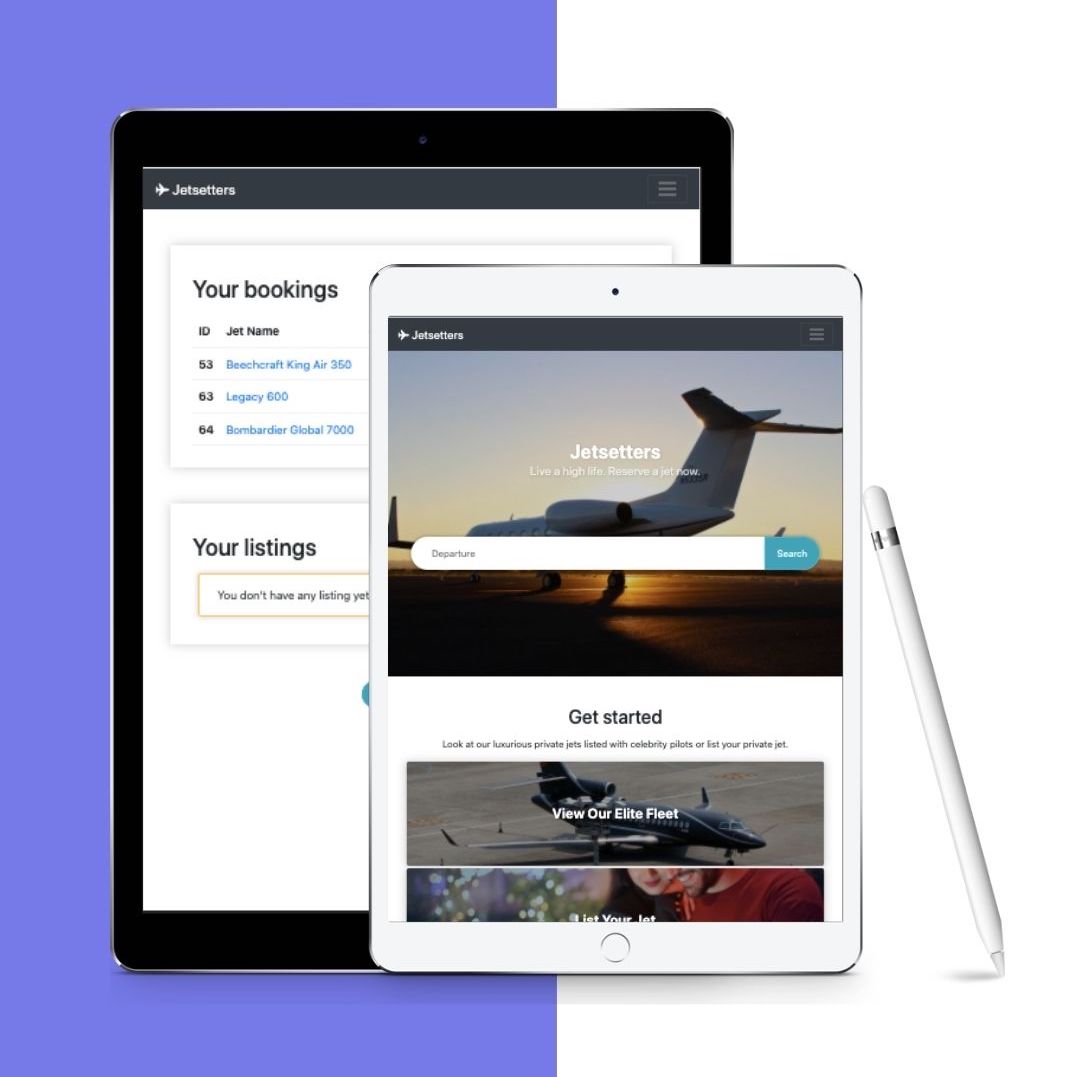 Jetsetters
Your bookings
ID Jet Name
53 Beechcraft King Air 350
63 Legacy 600
64 Bombardier Global 7000
Your listings
You don't have any listing yet
Jetsetters
Jetsetters
Live a high life. Reserve a jet now.
Departure
Search
Get started
Look at our luxurious private jets listed with celebrity pilots or list your private jet.
View Our Elite Fleet
List Your Jet